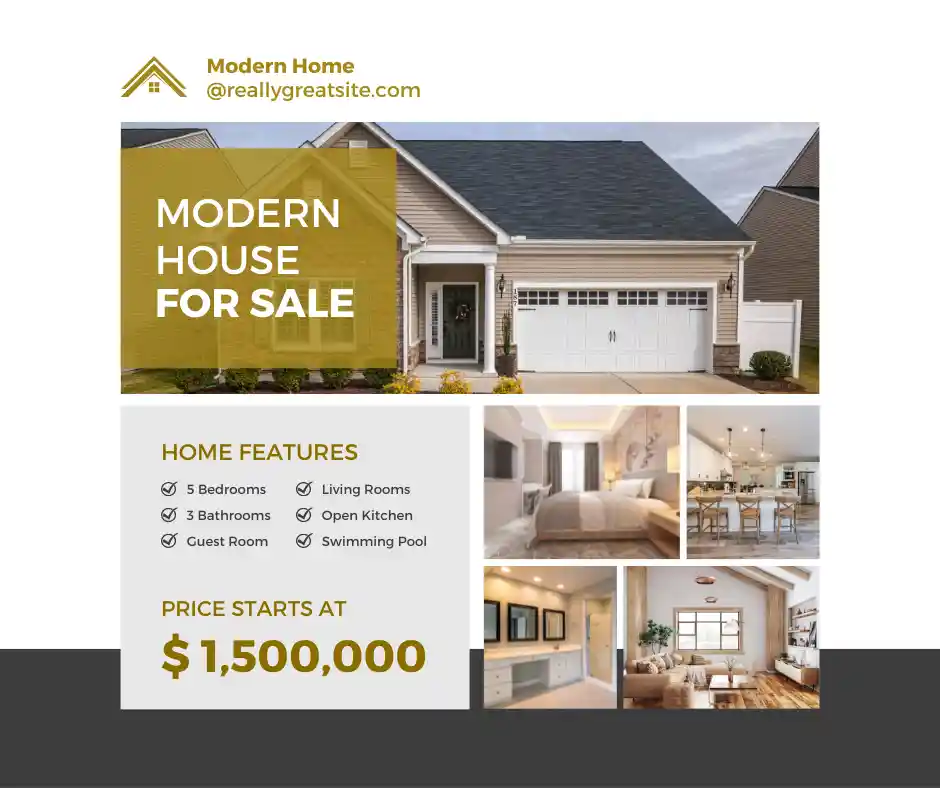 Modern Home
@reallygreatsite.com
MODERN
HOUSE
FOR SALE
HOME FEATURES
5 Bedrooms
Living Rooms
3 Bathrooms
Open Kitchen
Guest Room
Swimming Pool
PRICE STARTS AT
$ 1,500,000